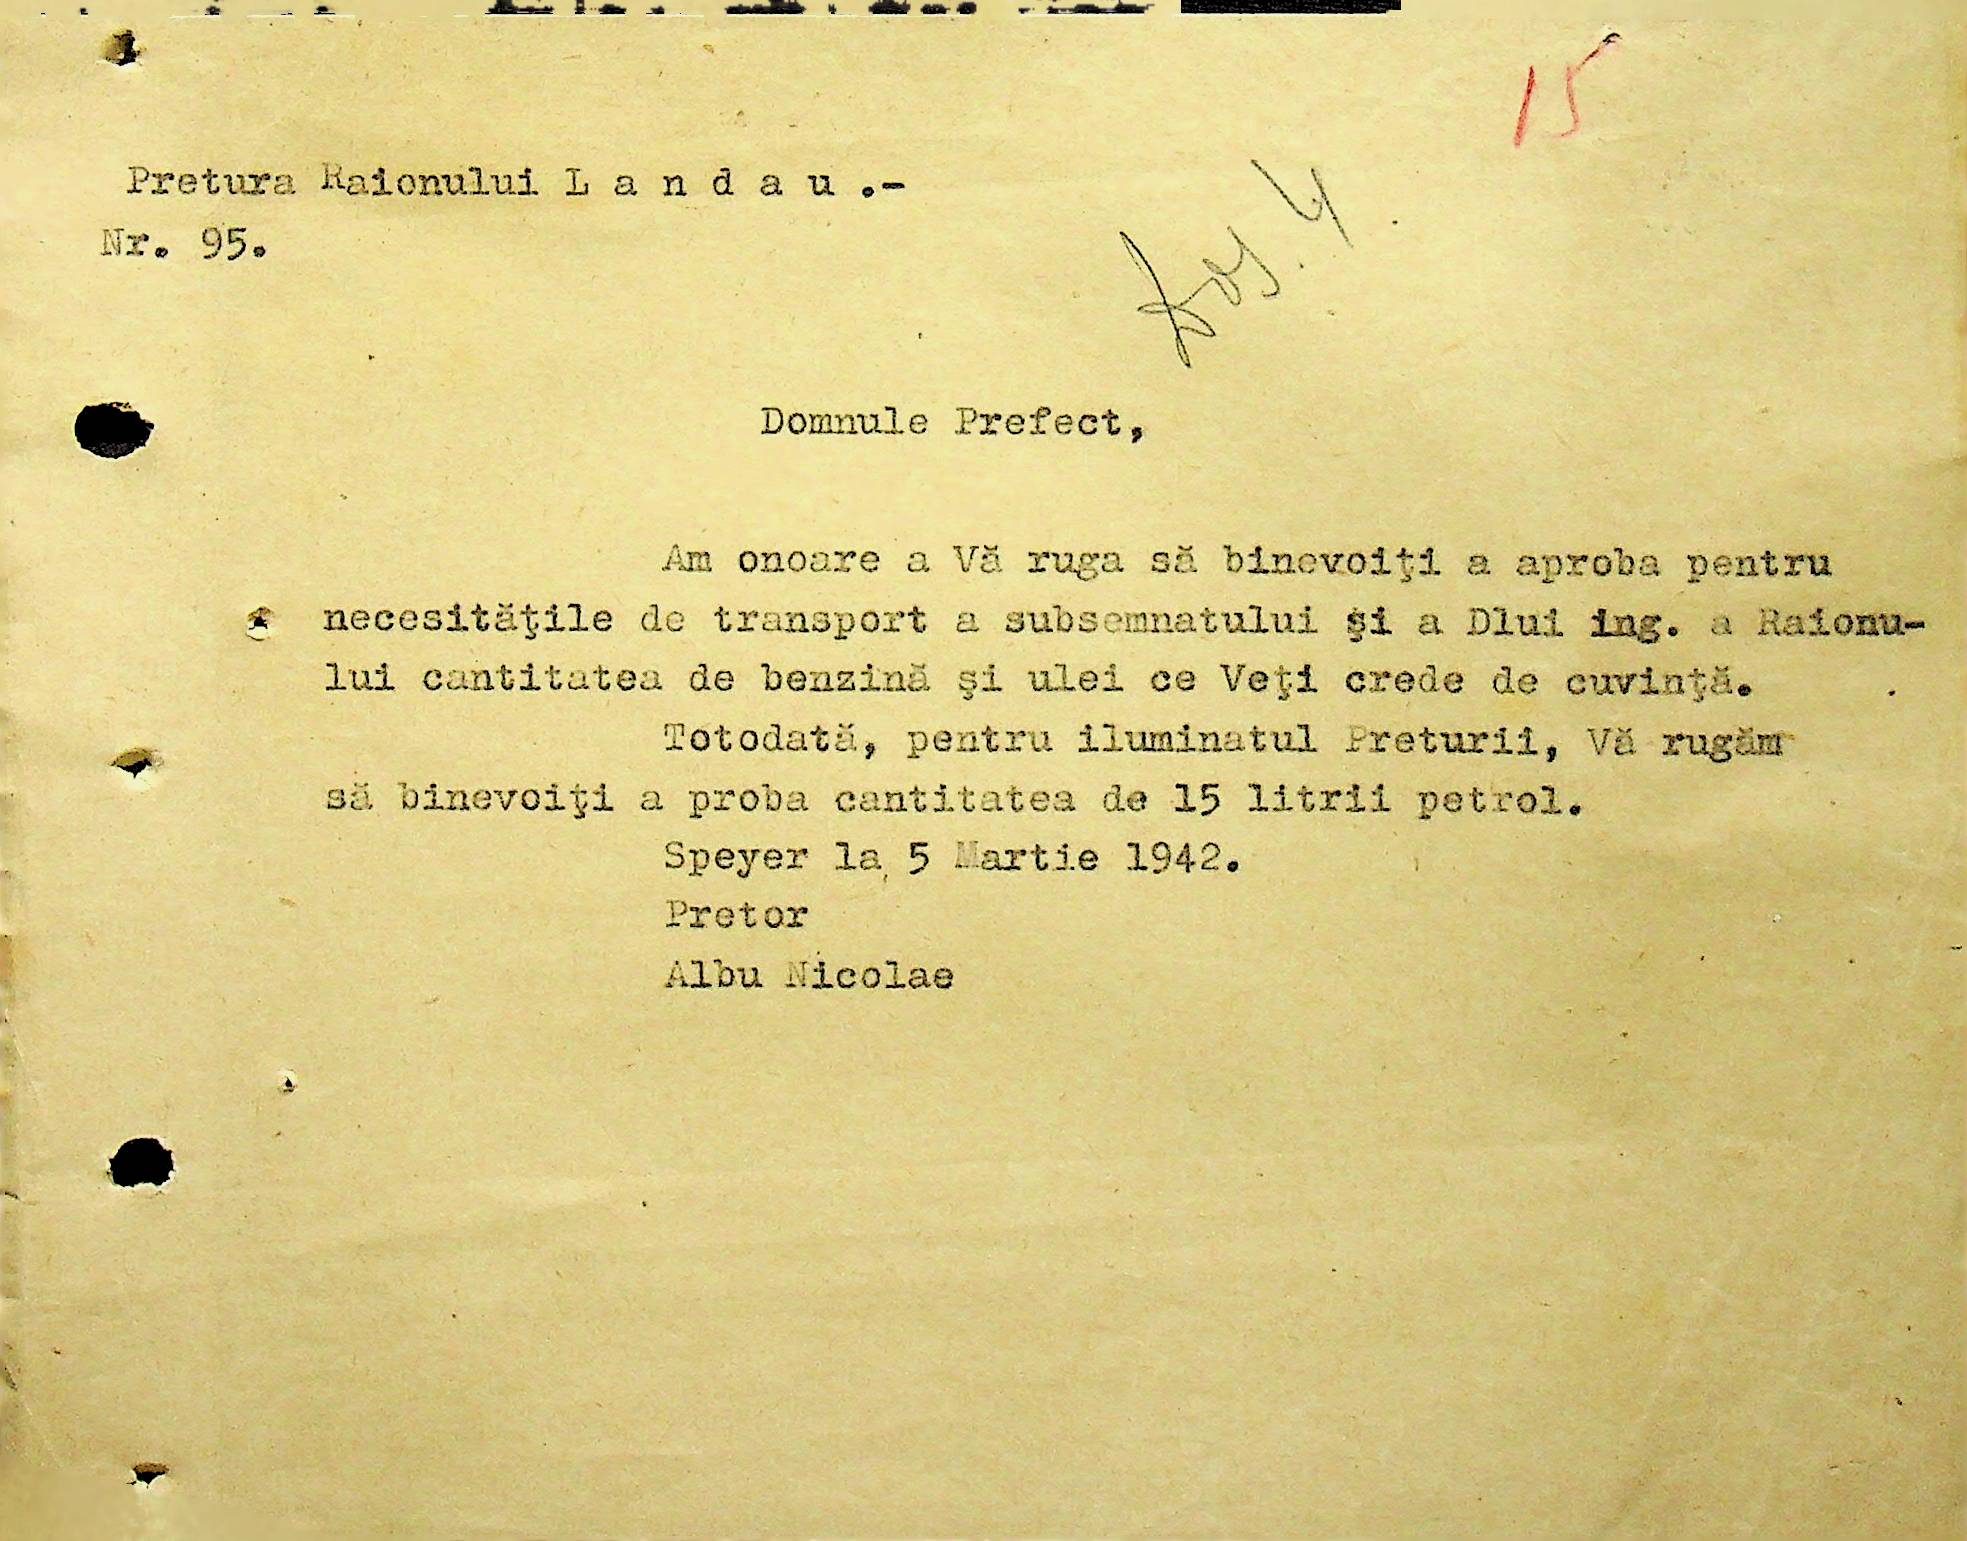 15
Pretura Raionului L a n d a u .-
Nr. 95.
Dos. 4
Domnule Prefect,
Am onoare a Vă ruga să binevoiţi a aproba pentru
necesităţile de transport a subsemnatului şi a Dlui ing. a Raionu-
lui cantitatea de benzină şi ulei ce Veţi crede de cuvinţă.
Totodată, pentru iluminatul Preturii, Vă rugăm
să binevoiţi a proba cantitatea de 15 litrii petrol.
Speyer la 5 Martie 1942.
Pretor
Albu Nicolae